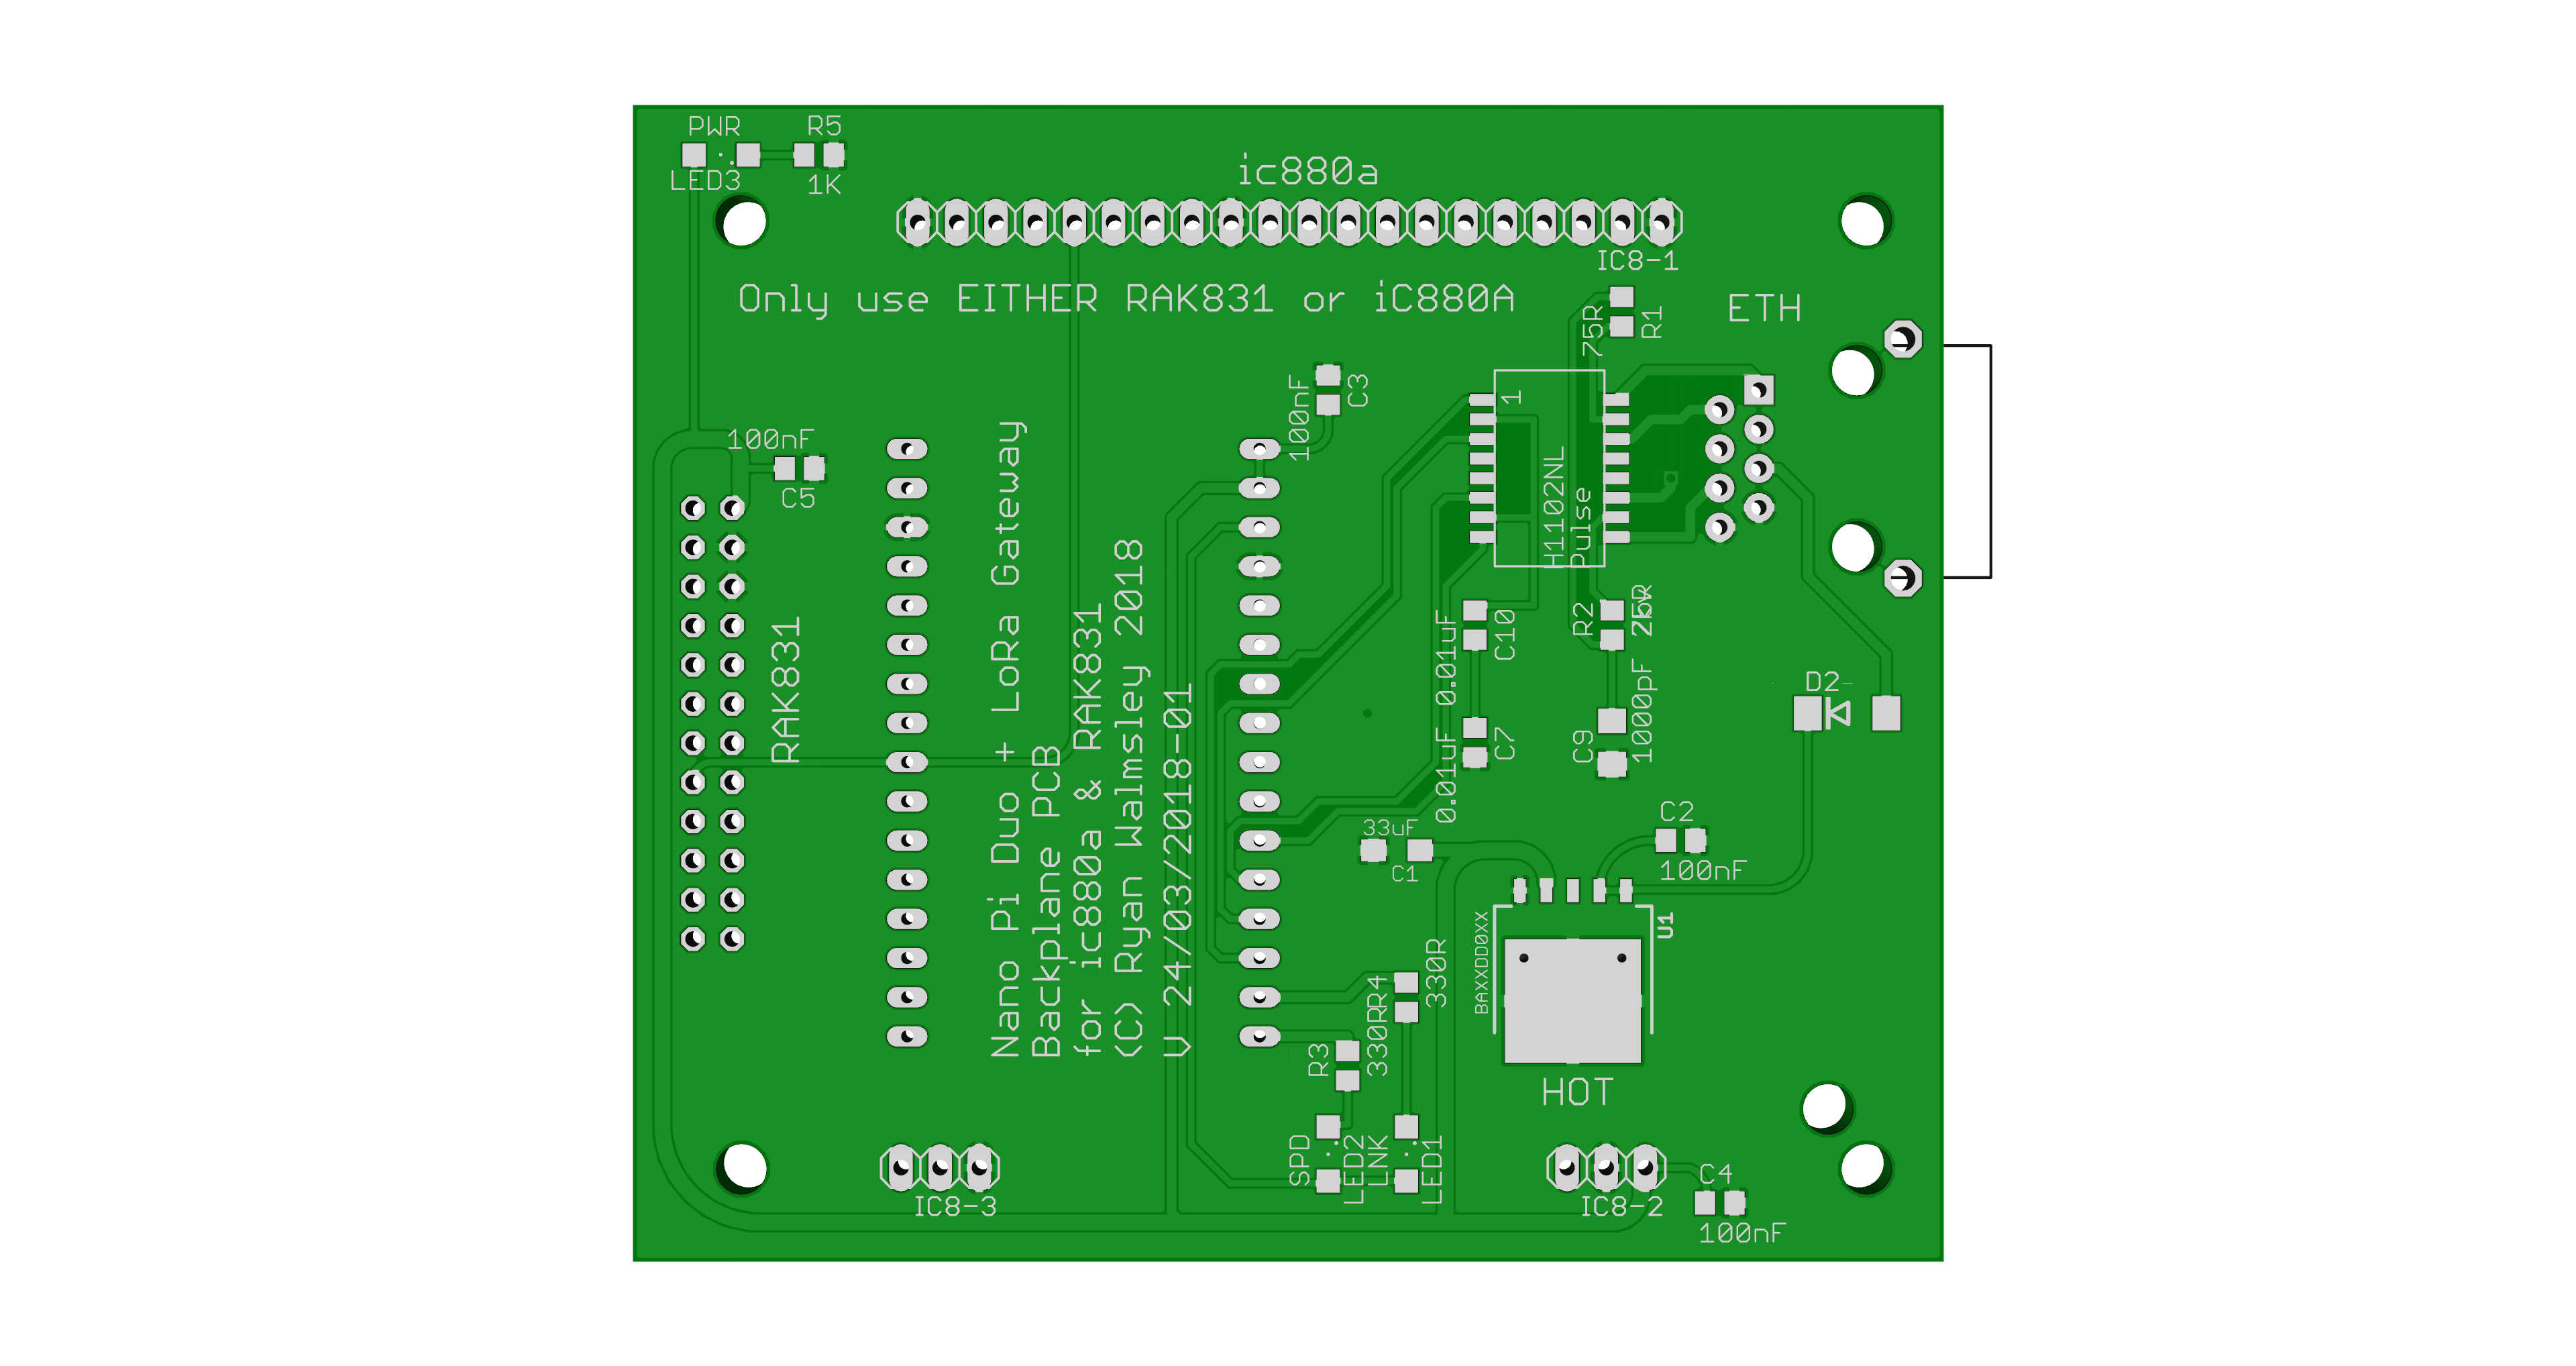 PWR
R5
LED3
1K
ic880a
IC8-1
Only use EITHER RAK831 or iC880A
ETH
75R
R1
100nF
C3
1
100nF
C5
H1102NL
Pulse
RAK831
Nano Pi Duo + LoRa Gateway
Backplane PCB
for ic880a & RAK831
(C) Ryan Walmsley 2018
V 24/03/2018-01
0.01uF
C10
R2
D2
0.01uF
C7
C9
1000pF
33uF
C1
C2
100nF
BAXXDD0XX
U1
R4
330R
R3
330R
HOT
SPD
LED2
LNK
LED1
IC8-3
IC8-2
C4
100nF